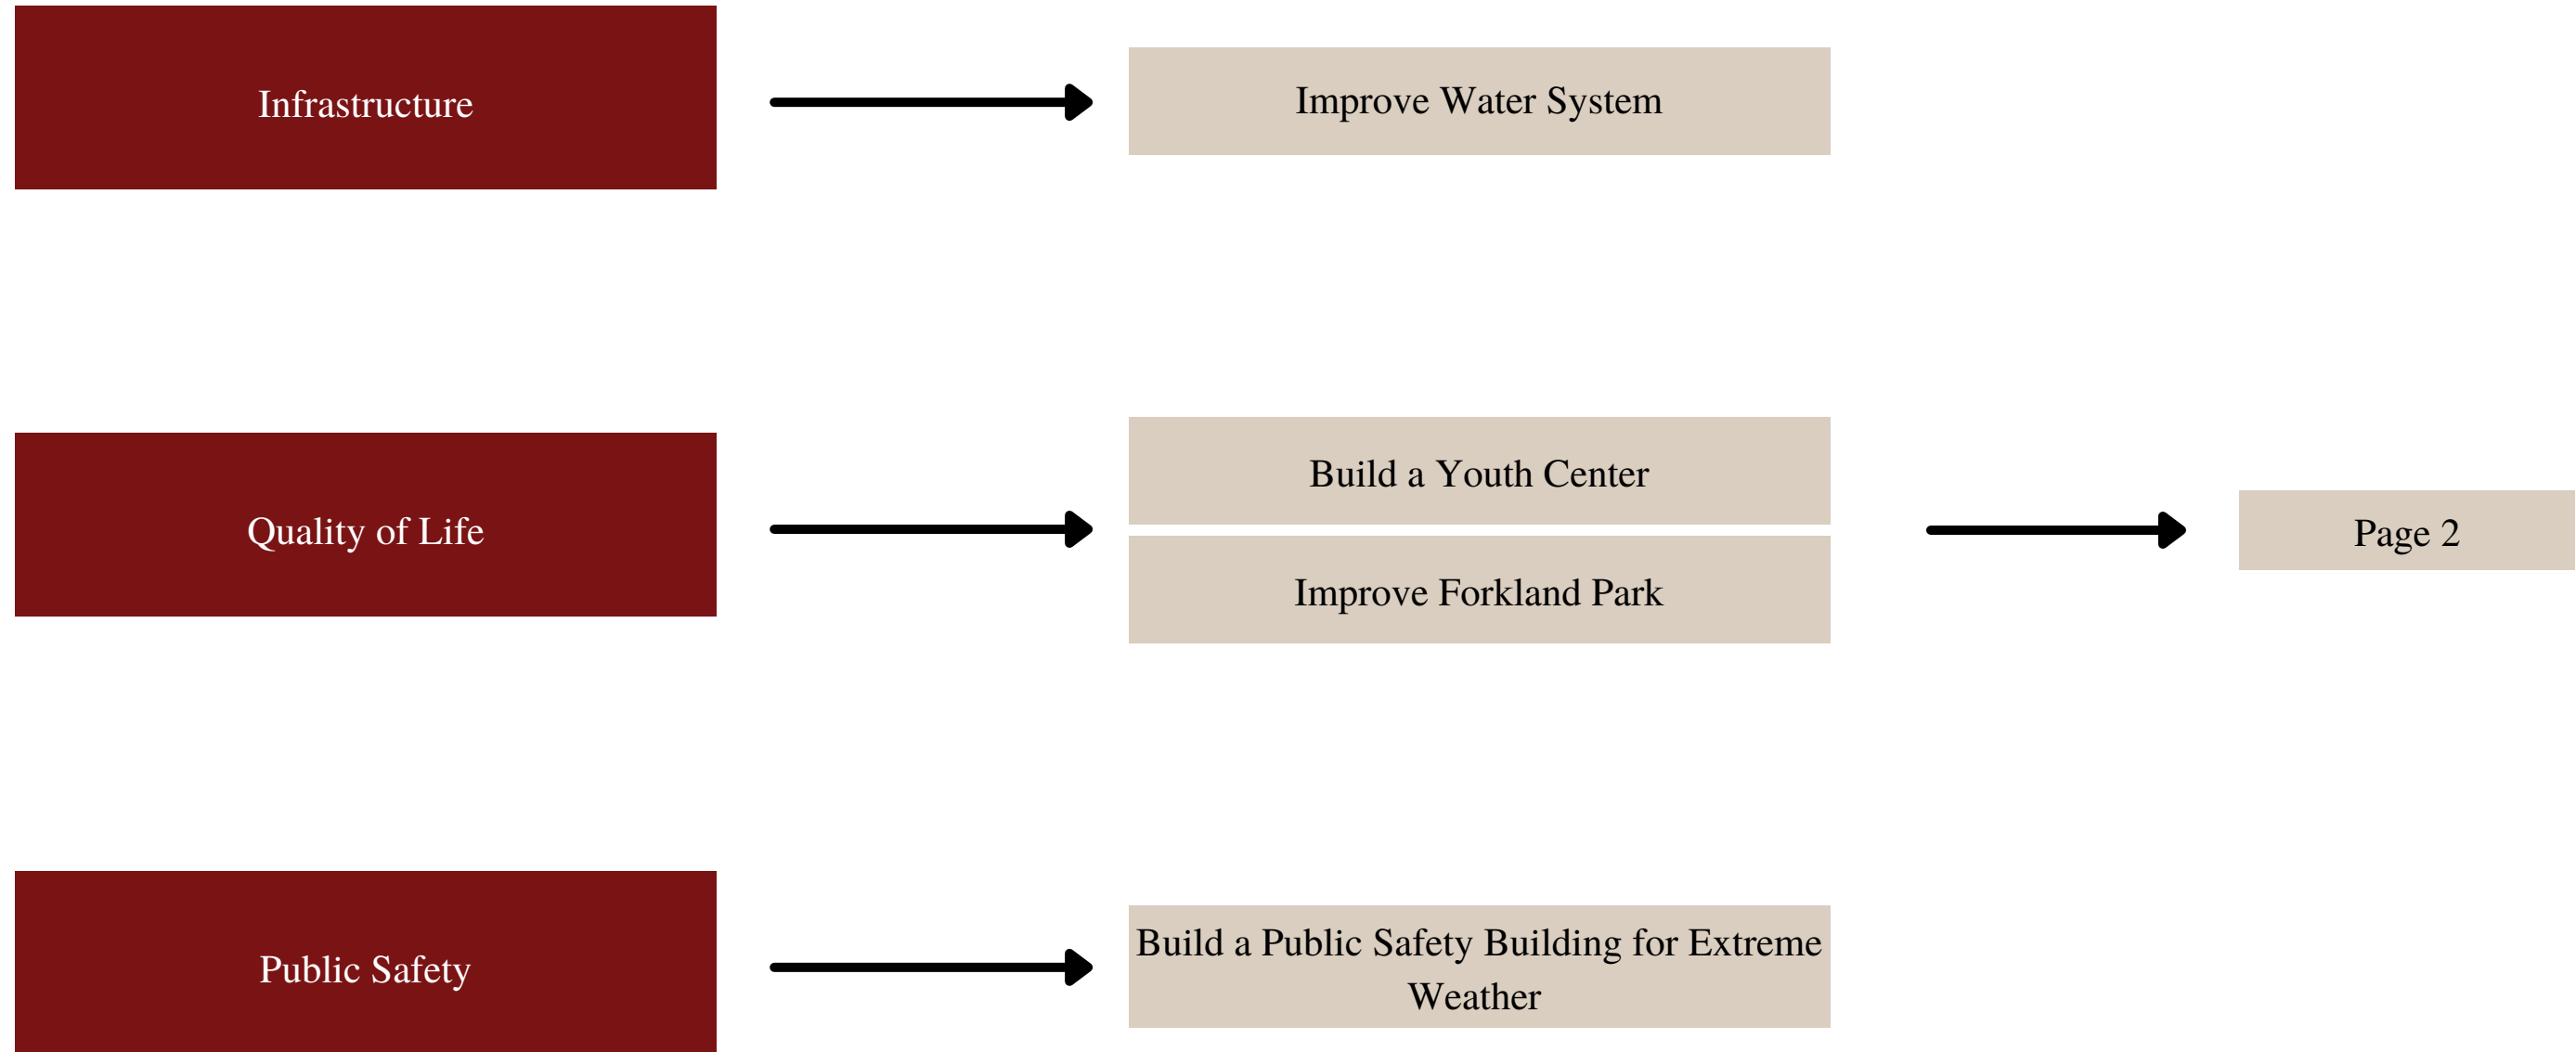 Infrastructure
Improve Water System
Quality of Life
Build a Youth Center
Improve Forkland Park
Page 2
Public Safety
Build a Public Safety Building for Extreme
Weather